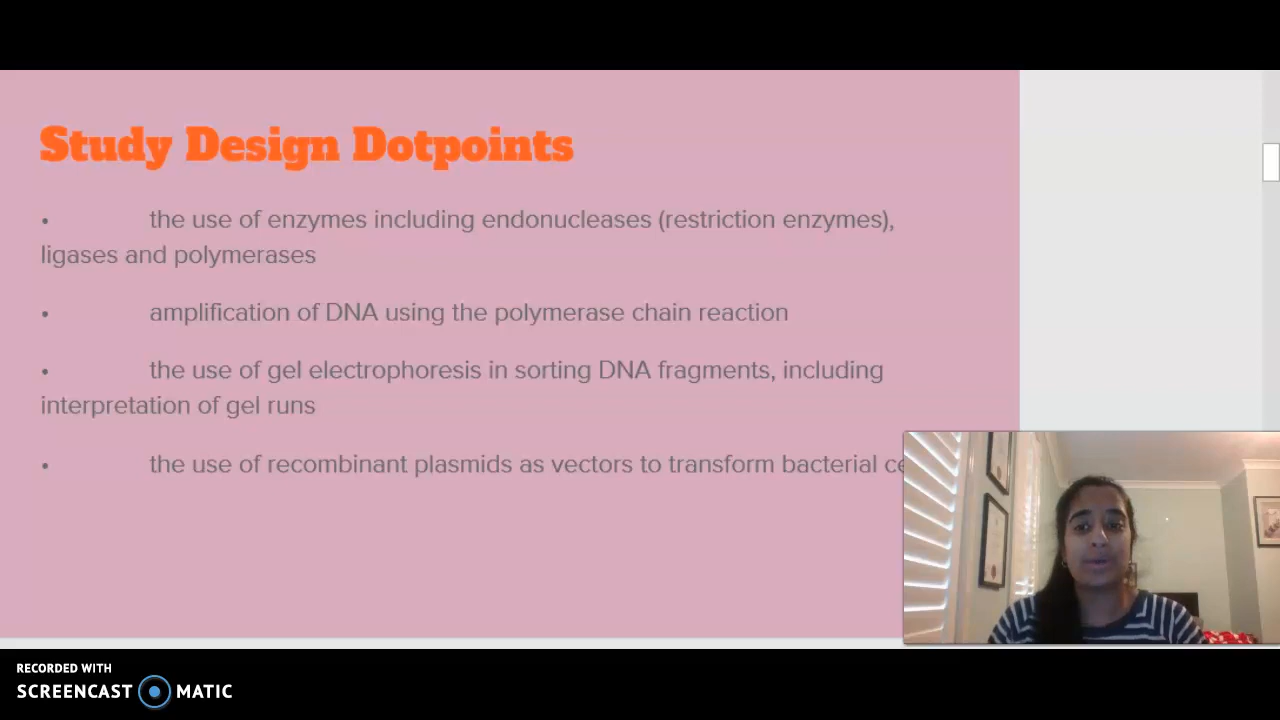 Study Design Dotpoints
• the use of enzymes including endonucleases (restriction enzymes),
ligases and polymerases
• amplification of DNA using the polymerase chain reaction
• the use of gel electrophoresis in sorting DNA fragments, including
interpretation of gel runs
• the use of recombinant plasmids as vectors to transform bacterial
RECORDED WITH
SCREENCAST MATIC